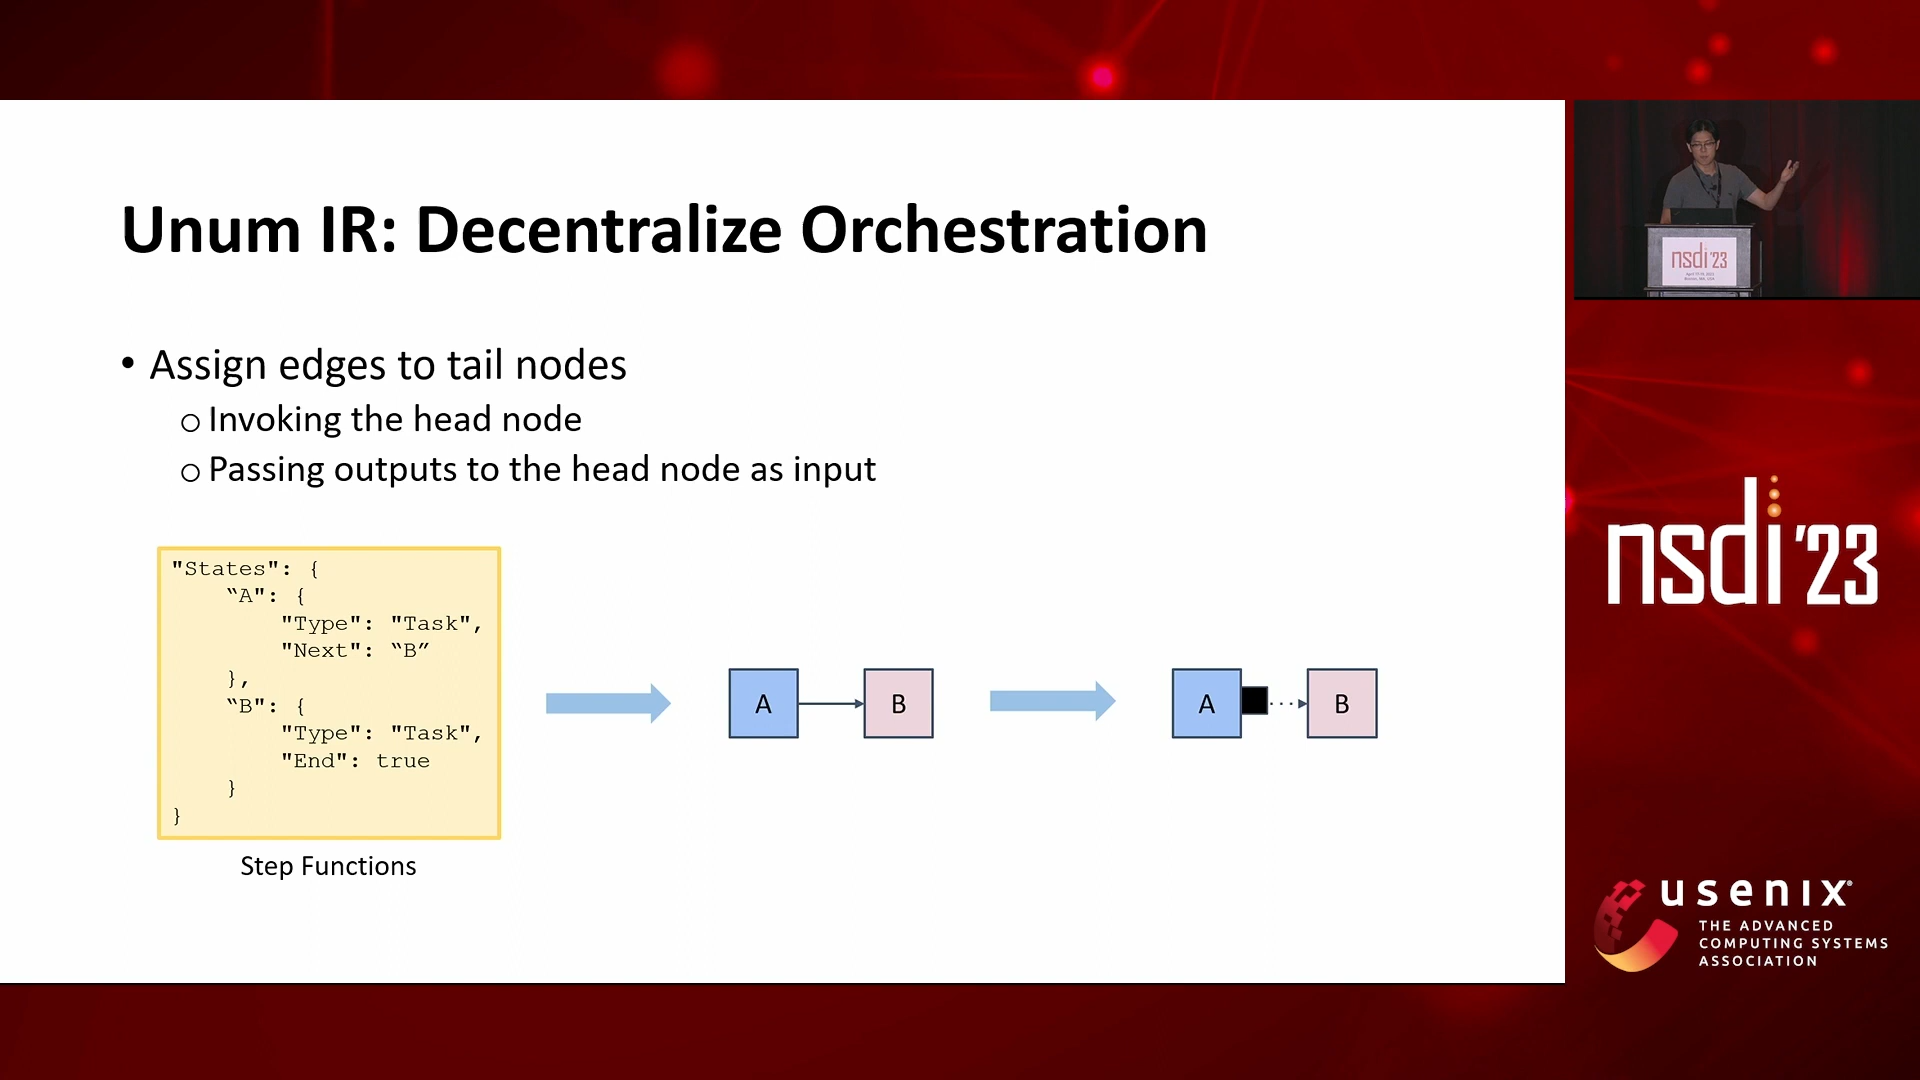 Unum IR: Decentralize Orchestration
• Assign edges to tail nodes
○ Invoking the head node
○ Passing outputs to the head node as input
"States": {
“A": {
"Type": "Task",
"Next": “B”
},
“B": {
"Type": "Task",
"End": true
}
}
Step Functions
A
B
A
B
nsdi '23
nsdi '23
usenix®
THE ADVANCED
COMPUTING SYSTEMS
ASSOCIATION